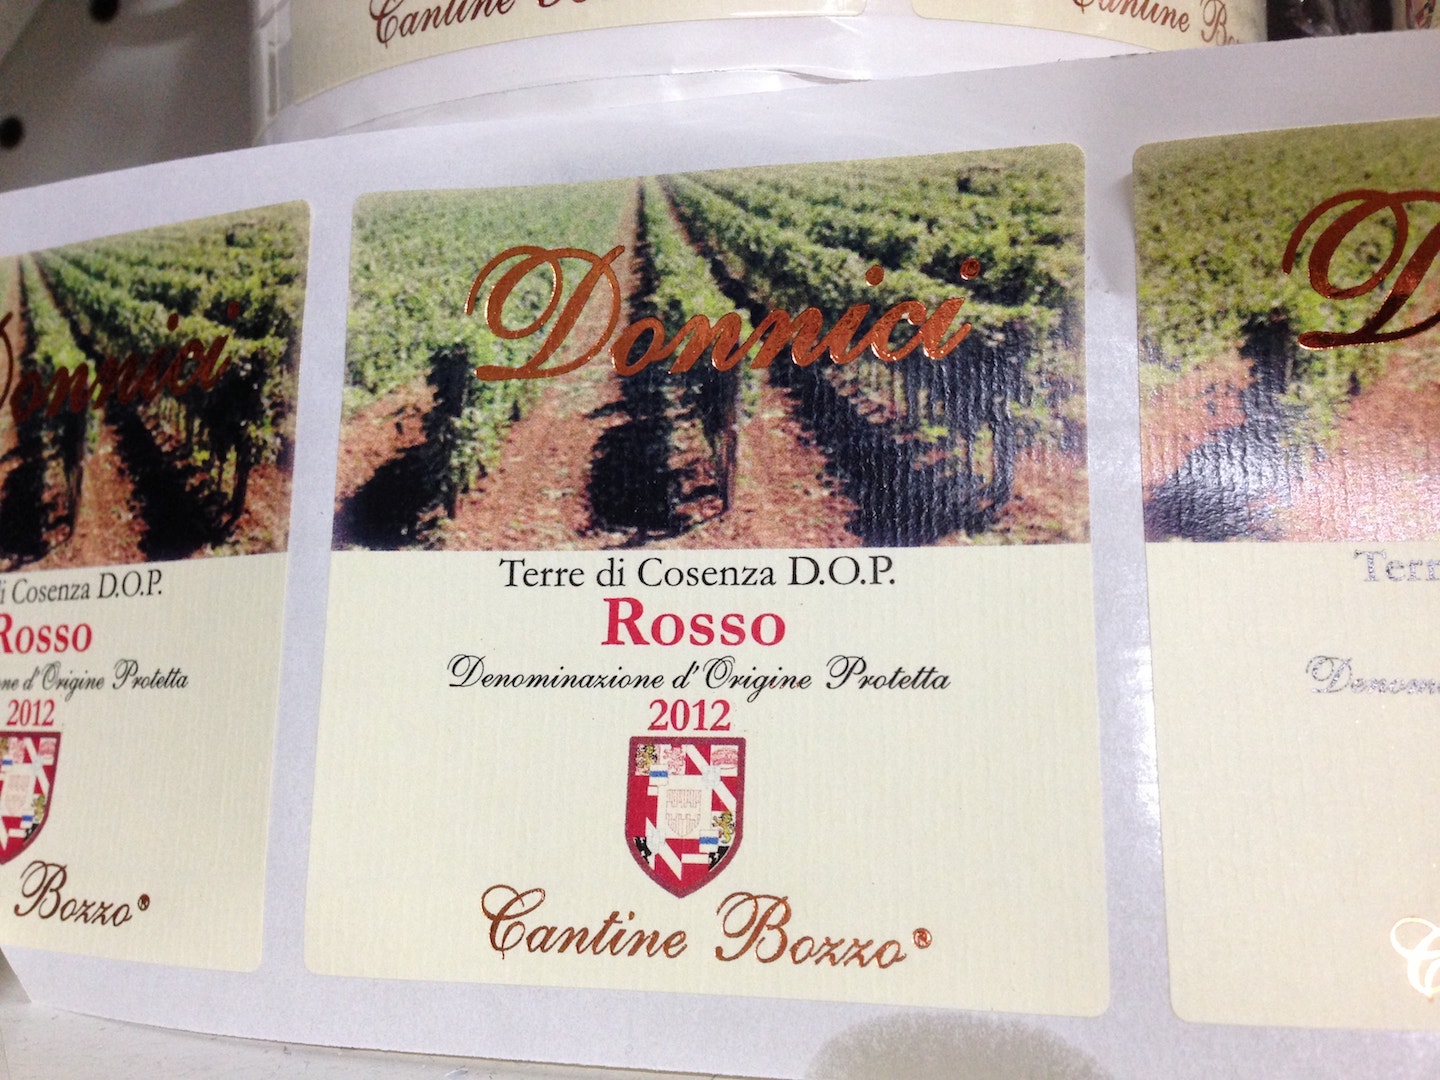 Cantine
Cantine
Donnici®
Terre di Cosenza D.O.P.
Rosso
Denominazione d'Origine Protetta
2012
Cantine Bozzo®
Donnici
di Cosenza D.O.P.
Rosso
d'Origine Protetta
2012
Bozzo®